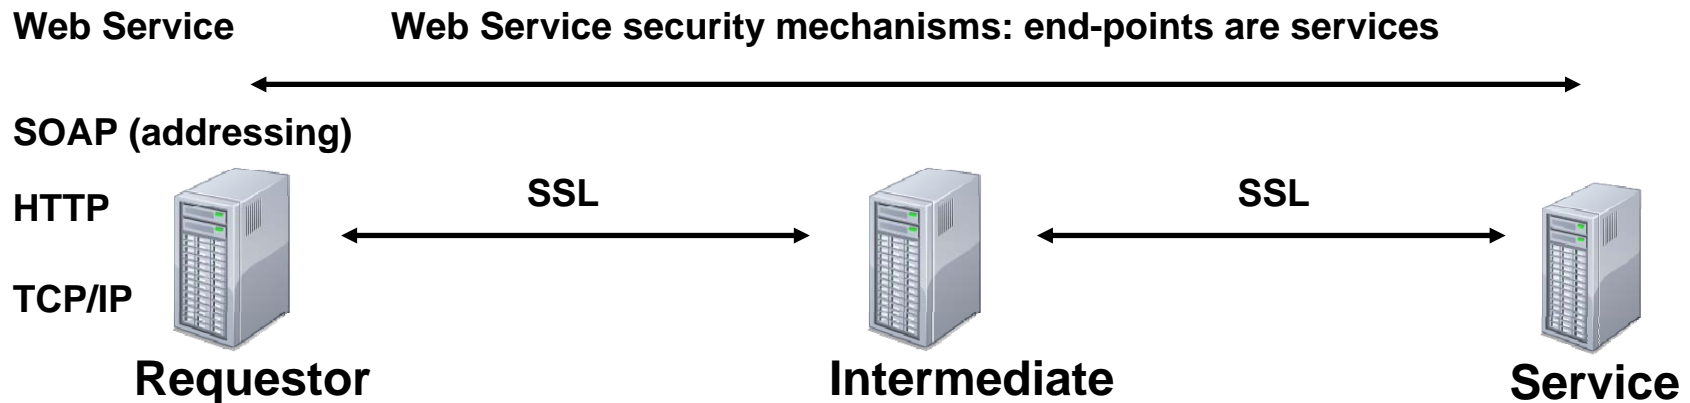 Web Service
Web Service security mechanisms: end-points are services
SOAP (addressing)
HTTP
SSL
SSL
TCP/IP
Requestor
Intermediate
Service